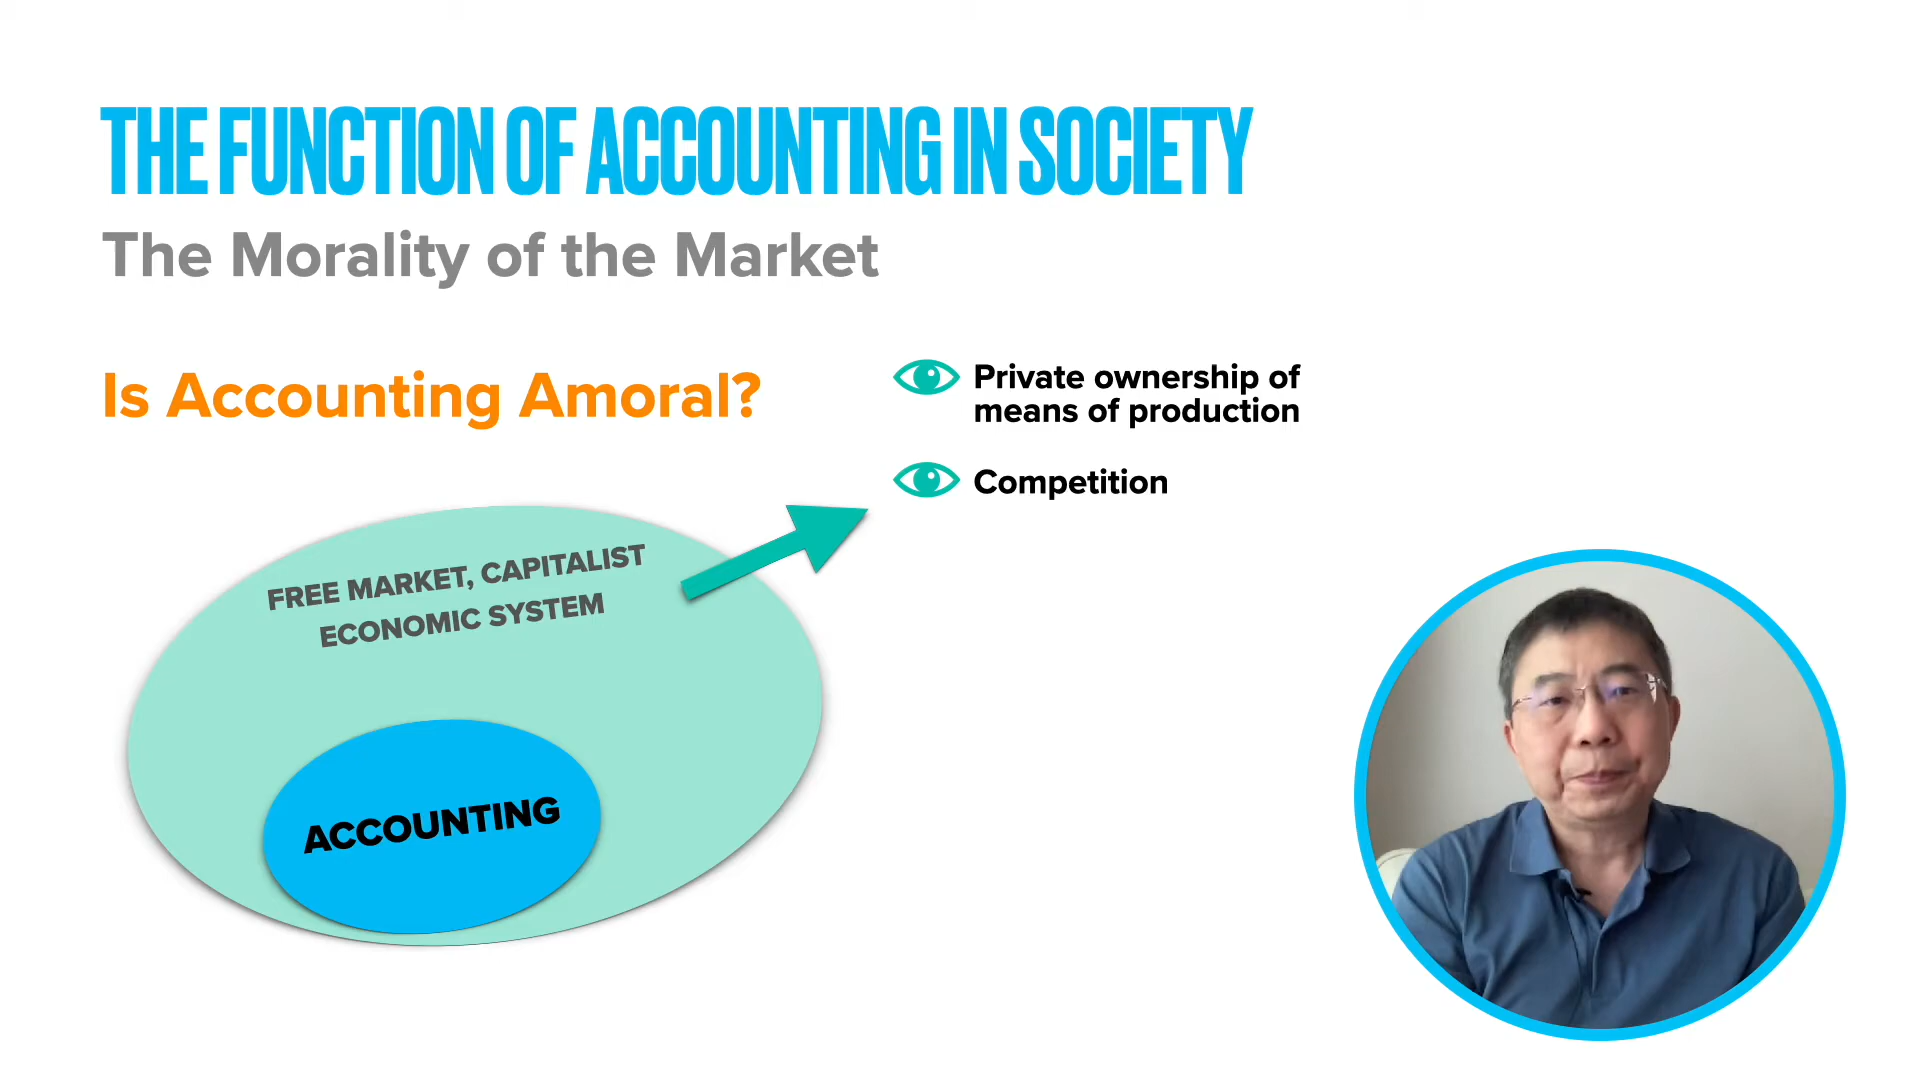 THE FUNCTION OF ACCOUNTING IN SOCIETY
The Morality of the Market
Is Accounting Amoral?
Private ownership of
means of production
Competition
FREE MARKET, CAPITALIST
ECONOMIC SYSTEM
ACCOUNTING